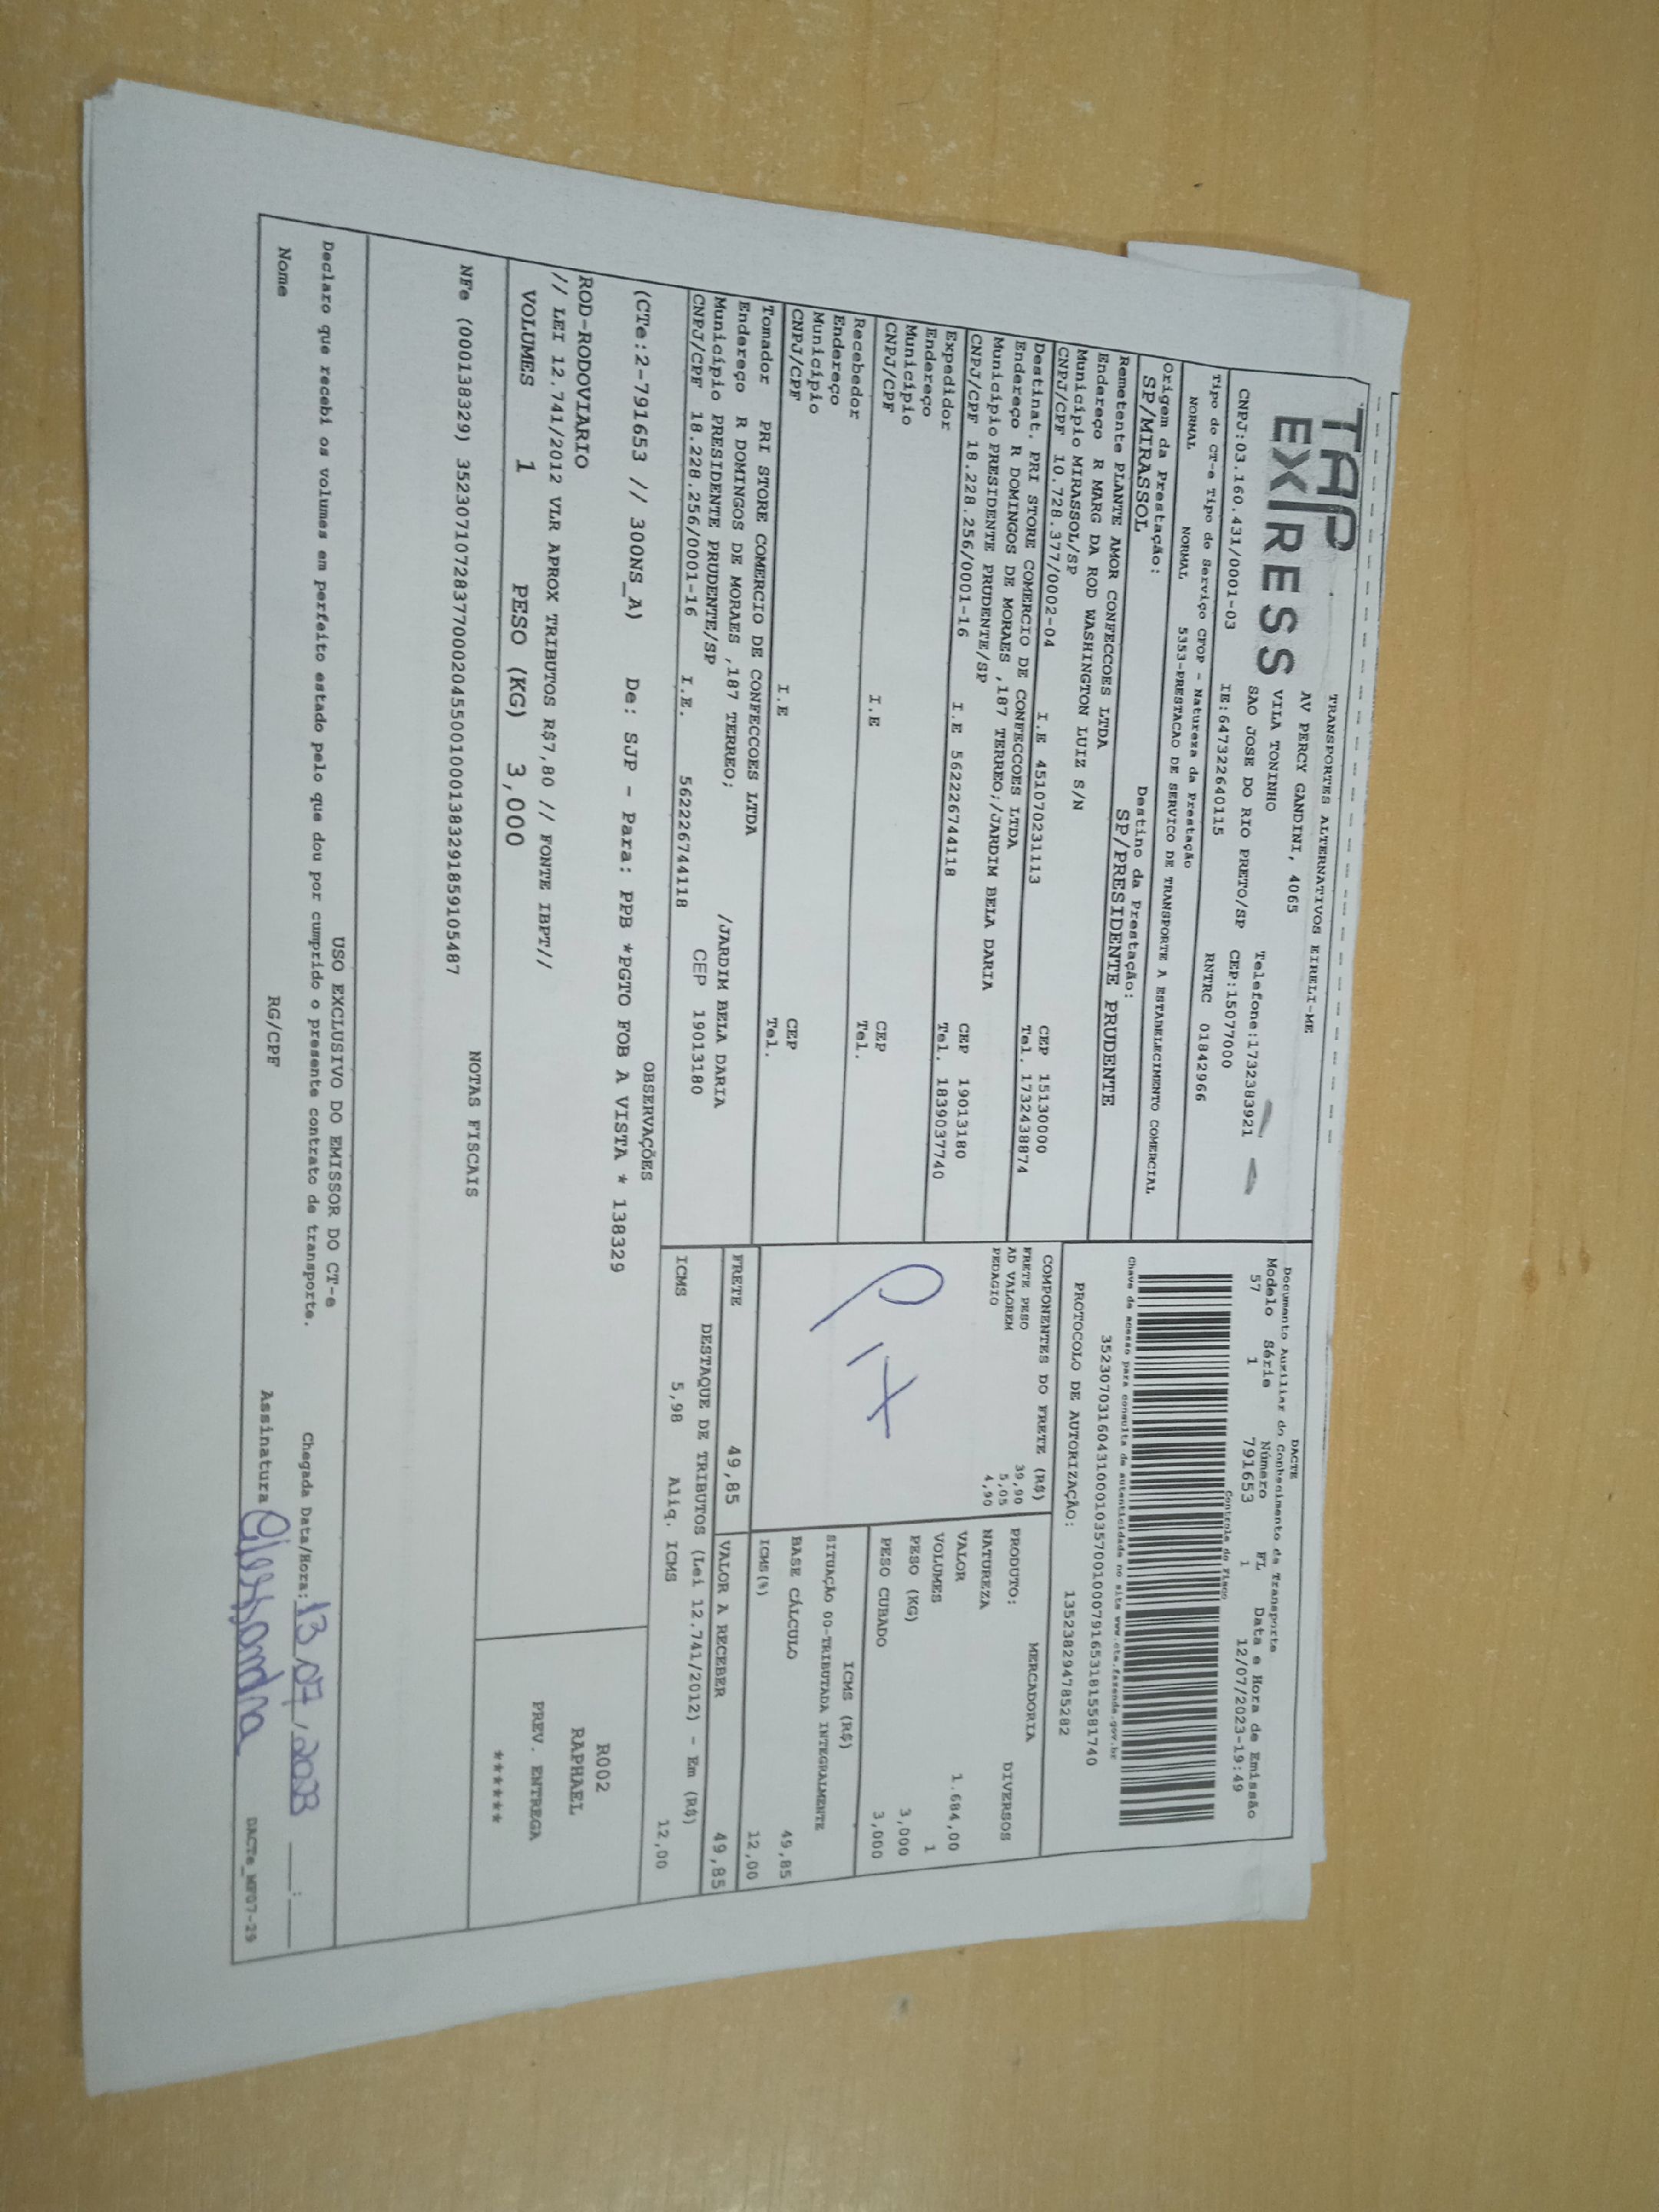 TAP EXPRESS
TRANSPORTES ALTERNATIVOS EIRELI-ME
AV PERCY GANDINI, 4065
VILA TONINHO Telefone:1732383921
SAO JOSE DO RIO PRETO/SP CEP:15077000
CNPJ:03.160.431/0001-03 IE:647322640115 RNTRC 01842966
Tipo do CT-e Tipo do Serviço CFOP - Natureza da Prestação
NORMAL NORMAL 5353-PRESTACAO DE SERVICO DE TRANSPORTE A ESTABELECIMENTO COMERCIAL
Origem da Prestação: Destino da Prestação:
SP/MIRASSOL SP/PRESIDENTE PRUDENTE
Remetente PLANTE AMOR CONFECCOES LTDA
Endereço R MARG DA ROD WASHINGTON LUIZ S/N
Município MIRASSOL/SP CEP 15130000
CNPJ/CPF 10.728.377/0002-04 I.E 451070231113 Tel. 1732438874
Destinat. PRI STORE COMERCIO DE CONFECCOES LTDA
Endereço R DOMINGOS DE MORAES ,187 TERREO;/JARDIM BELA DARIA
Município PRESIDENTE PRUDENTE/SP CEP 19013180
CNPJ/CPF 18.228.256/0001-16 I.E 562226744118 Tel. 1839037740
Expedidor
Endereço
Município CEP
CNPJ/CPF I.E Tel.
Recebedor
Endereço
Município CEP
CNPJ/CPF I.E Tel.
Tomador PRI STORE COMERCIO DE CONFECCOES LTDA
Endereço R DOMINGOS DE MORAES ,187 TERREO; /JARDIM BELA DARIA
Município PRESIDENTE PRUDENTE/SP CEP 19013180
CNPJ/CPF 18.228.256/0001-16 I.E. 562226744118
DACTE
Documento Auxiliar do Conhecimento de Transporte
Modelo Série Número FL Data e Hora de Emissão
57 1 791653 1 12/07/2023-19:49
Controle do Fisco
Chave de acesso para consulta de autenticidade no site www.cte.fazenda.gov.br
35230703160431000103570010007916531815581740
PROTOCOLO DE AUTORIZAÇÃO: 135238294785282
COMPONENTES DO FRETE (R$)
FRETE PESO 39,90
AD VALOREM 5,05
PEDAGIO 4,90
PIX
FRETE 49,85
MERCADORIA
PRODUTO: DIVERSOS
NATUREZA
VALOR 1.684,00
VOLUMES 1
PESO (KG) 3,000
PESO CUBADO 3,000
ICMS (R$)
SITUAÇÃO 00-TRIBUTADA INTEGRALMENTE
BASE CÁLCULO 49,85
ICMS(%) 12,00
VALOR A RECEBER 49,85
DESTAQUE DE TRIBUTOS (Lei 12.741/2012) - Em (R$)
ICMS 5,98 Aliq. ICMS 12,00
OBSERVAÇÕES
(CTe:2-791653 // 300NS_A) De: SJP - Para: PPB *PGTO FOB A VISTA * 138329
ROD-RODOVIARIO
// LEI 12.741/2012 VLR APROX TRIBUTOS R$7,80 // FONTE IBPT//
VOLUMES 1 PESO (KG) 3,000
R002
RAPHAEL
PREV. ENTREGA
******
NOTAS FISCAIS
NFe (000138329) 35230710728377000204550010001383291859105487
USO EXCLUSIVO DO EMISSOR DO CT-e
Declaro que recebi os volumes em perfeito estado pelo que dou por cumprido o presente contrato de transporte.
Chegada Data/Hora: 13/07/2023 ___:___
Nome RG/CPF Assinatura
DACTe_MF07-29